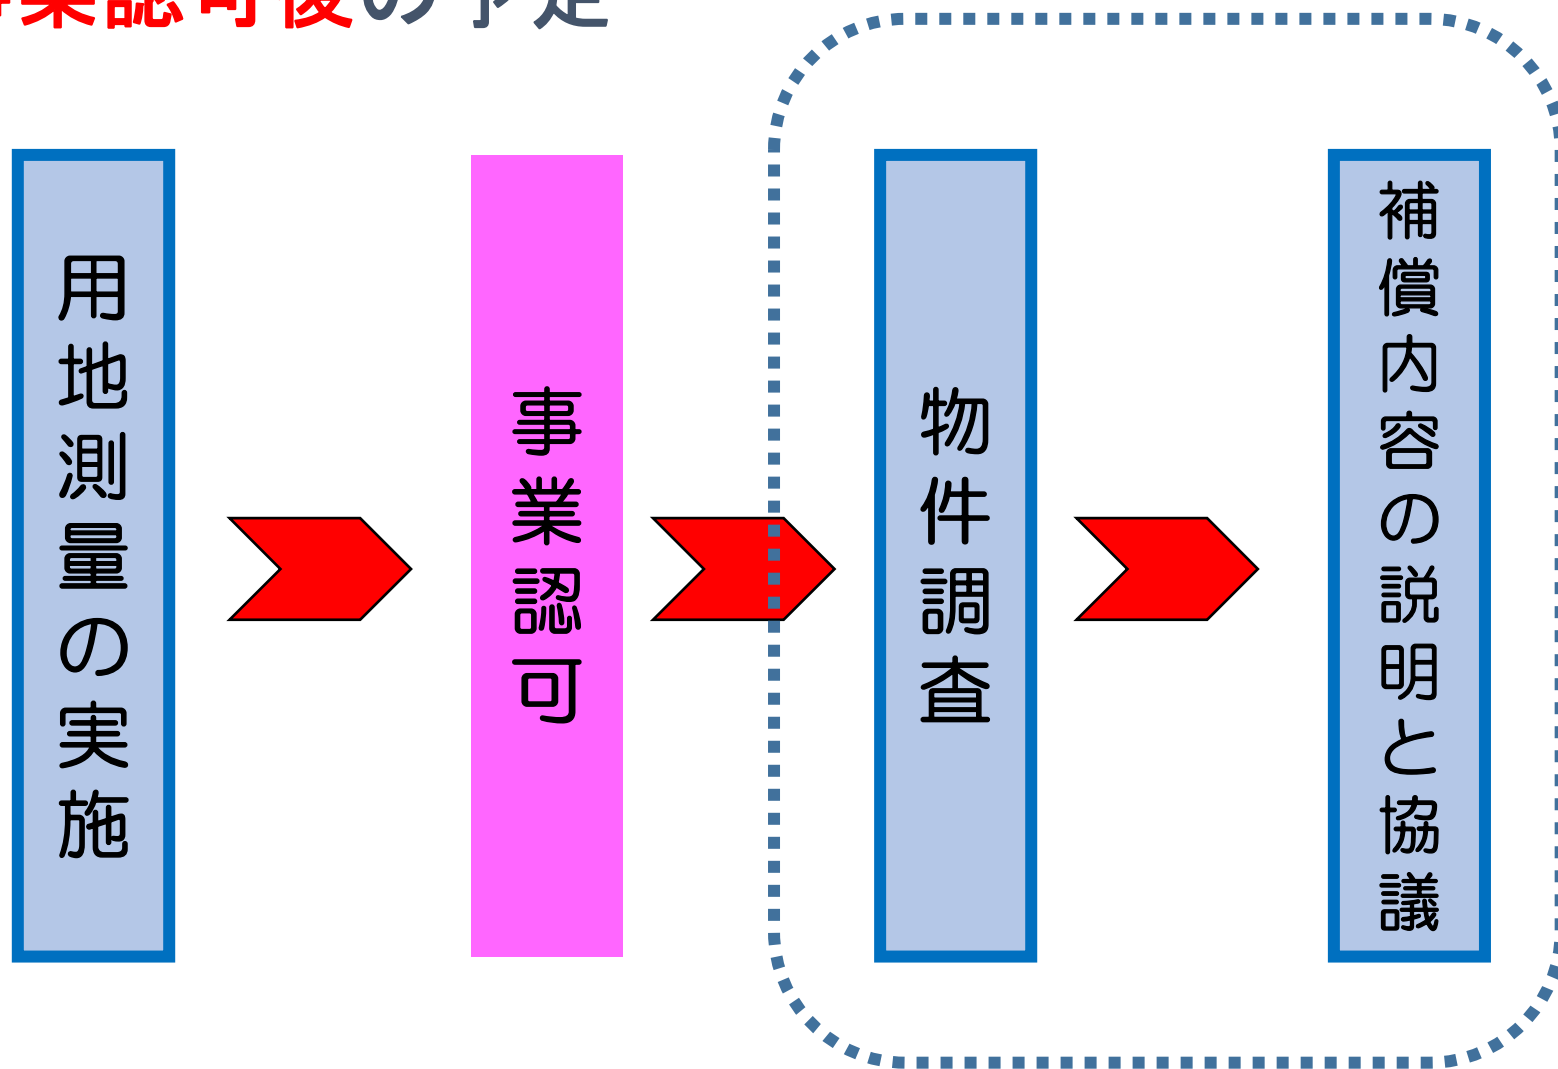 事業認可後の予定
用地測量の実施
事業認可
物件調査
補償内容の説明と協議